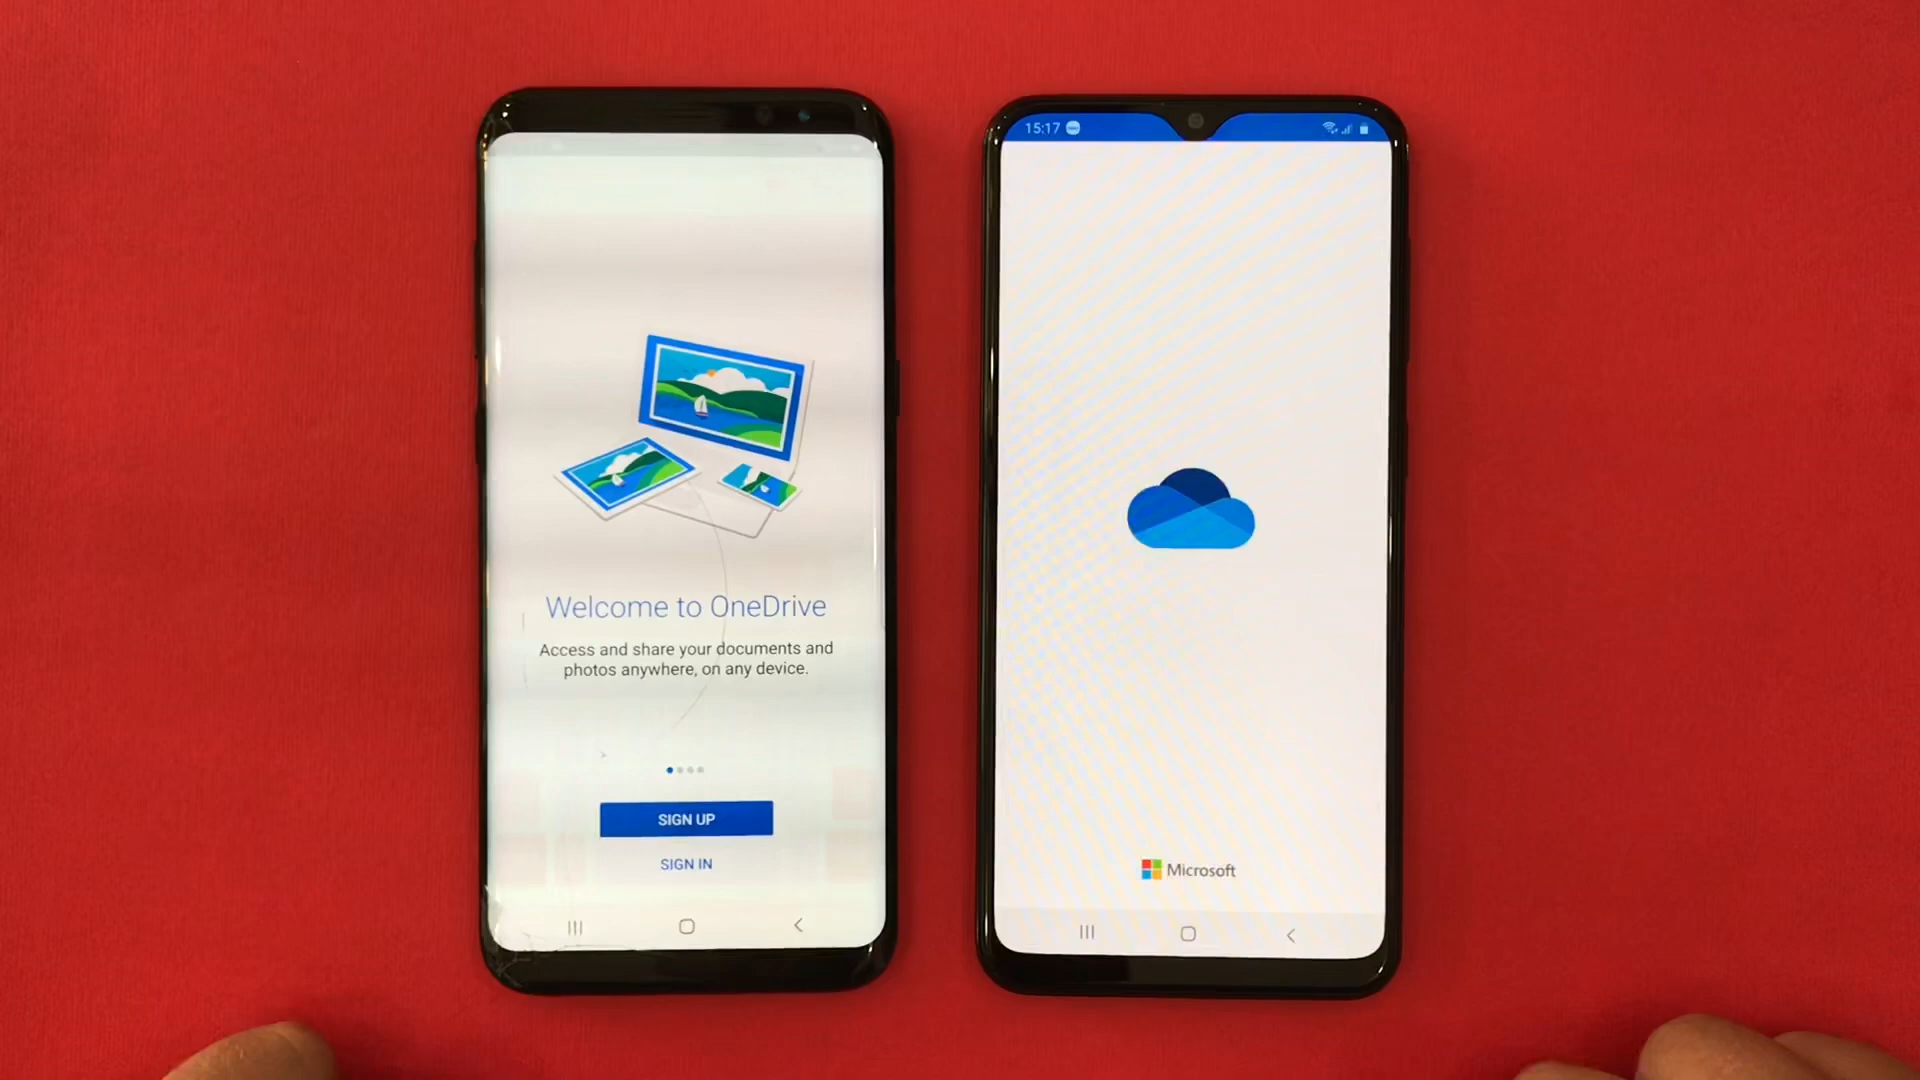 Welcome to OneDrive
Access and share your documents and
photos anywhere, on any device.
SIGN UP
SIGN IN
15:17
Microsoft